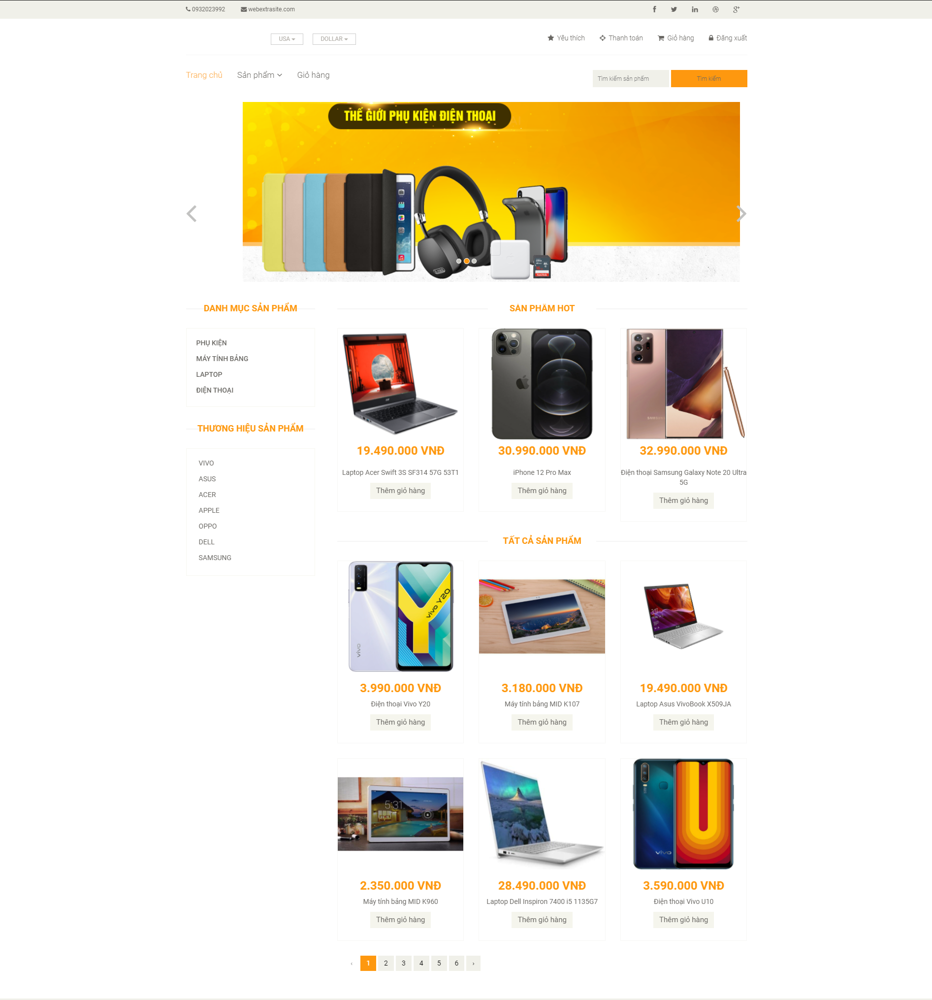 0932023992
webextrasite.com
USA
DOLLAR
Yêu thích
Thanh toán
Giỏ hàng
Đăng xuất
Trang chủ
Sản phẩm
Giỏ hàng
Tìm kiếm sản phẩm
Tìm kiếm
THẾ GIỚI PHỤ KIỆN ĐIỆN THOẠI
DANH MỤC SẢN PHẨM
PHỤ KIỆN
MÁY TÍNH BẢNG
LAPTOP
ĐIỆN THOẠI
THƯƠNG HIỆU SẢN PHẨM
VIVO
ASUS
ACER
APPLE
OPPO
DELL
SAMSUNG
SẢN PHẨM HOT
19.490.000 VNĐ
Laptop Acer Swift 3S SF314 57G 53T1
Thêm giỏ hàng
30.990.000 VNĐ
iPhone 12 Pro Max
Thêm giỏ hàng
SAMSUNG
32.990.000 VNĐ
Điện thoại Samsung Galaxy Note 20 Ultra
5G
Thêm giỏ hàng
TẤT CẢ SẢN PHẨM
vivo
vivo Y20
3.990.000 VNĐ
Điện thoại Vivo Y20
Thêm giỏ hàng
3.180.000 VNĐ
Máy tính bảng MID K107
Thêm giỏ hàng
3:17
19.490.000 VNĐ
Laptop Asus VivoBook X509JA
Thêm giỏ hàng
5:31
2.350.000 VNĐ
Máy tính bảng MID K960
Thêm giỏ hàng
28.490.000 VNĐ
Laptop Dell Inspiron 7400 i5 1135G7
Thêm giỏ hàng
vivo
3.590.000 VNĐ
Điện thoại Vivo U10
Thêm giỏ hàng
‹ 1 2 3 4 5 6 ›